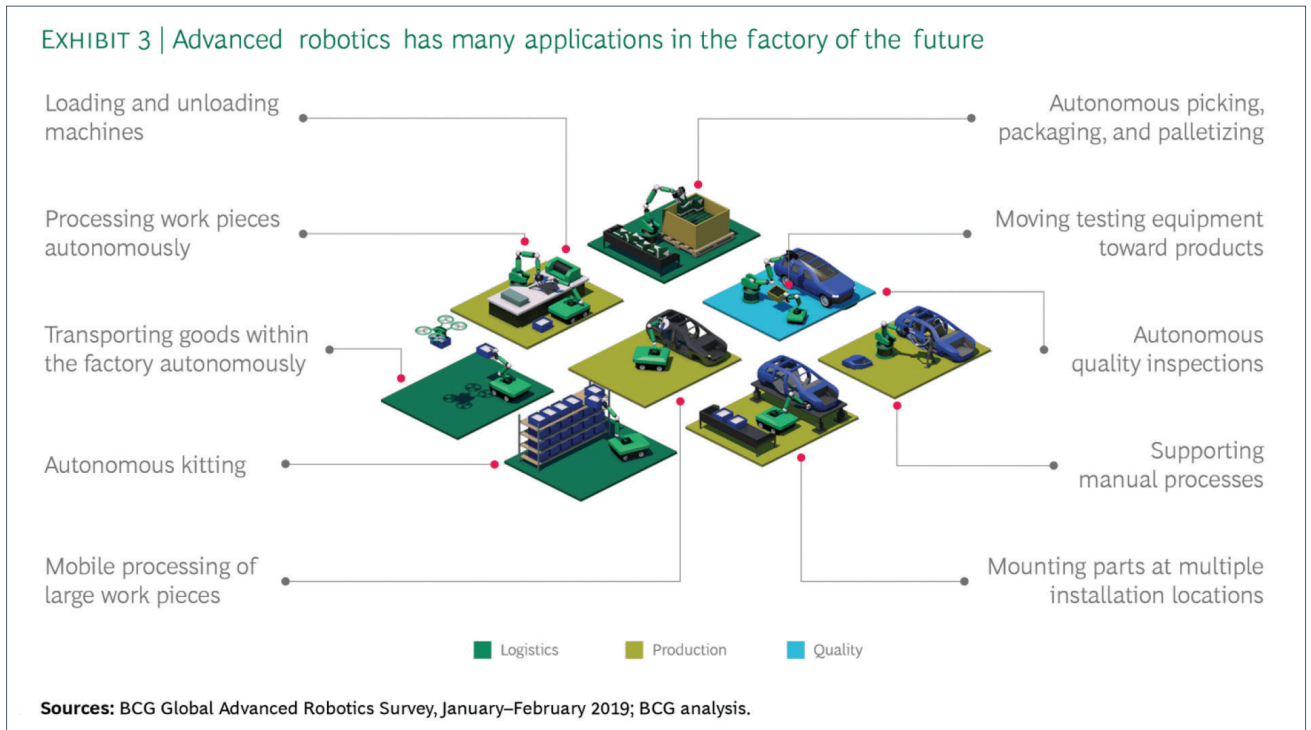 EXHIBIT 3 | Advanced robotics has many applications in the factory of the future
Loading and unloading
machines
Processing work pieces
autonomously
Transporting goods within
the factory autonomously
Autonomous kitting
Mobile processing of
large work pieces
Autonomous picking,
packaging, and palletizing
Moving testing equipment
toward products
Autonomous
quality inspections
Supporting
manual processes
Mounting parts at multiple
installation locations
Logistics
Production
Quality
Sources: BCG Global Advanced Robotics Survey, January–February 2019; BCG analysis.